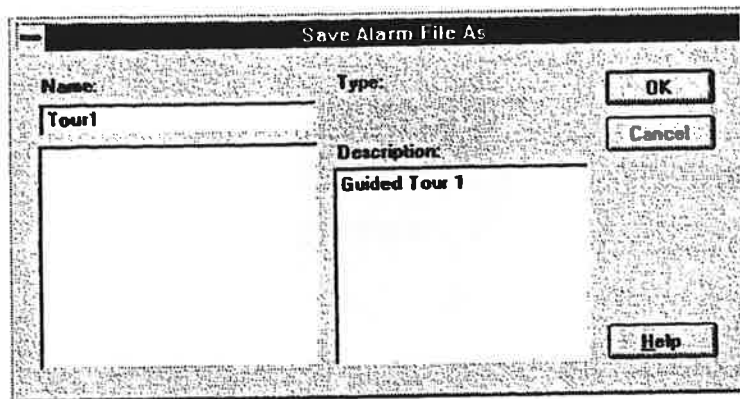 Save Alarm File As
Name:
Type:
OK
Tour1
Cancel
Description:
Guided Tour 1
Help